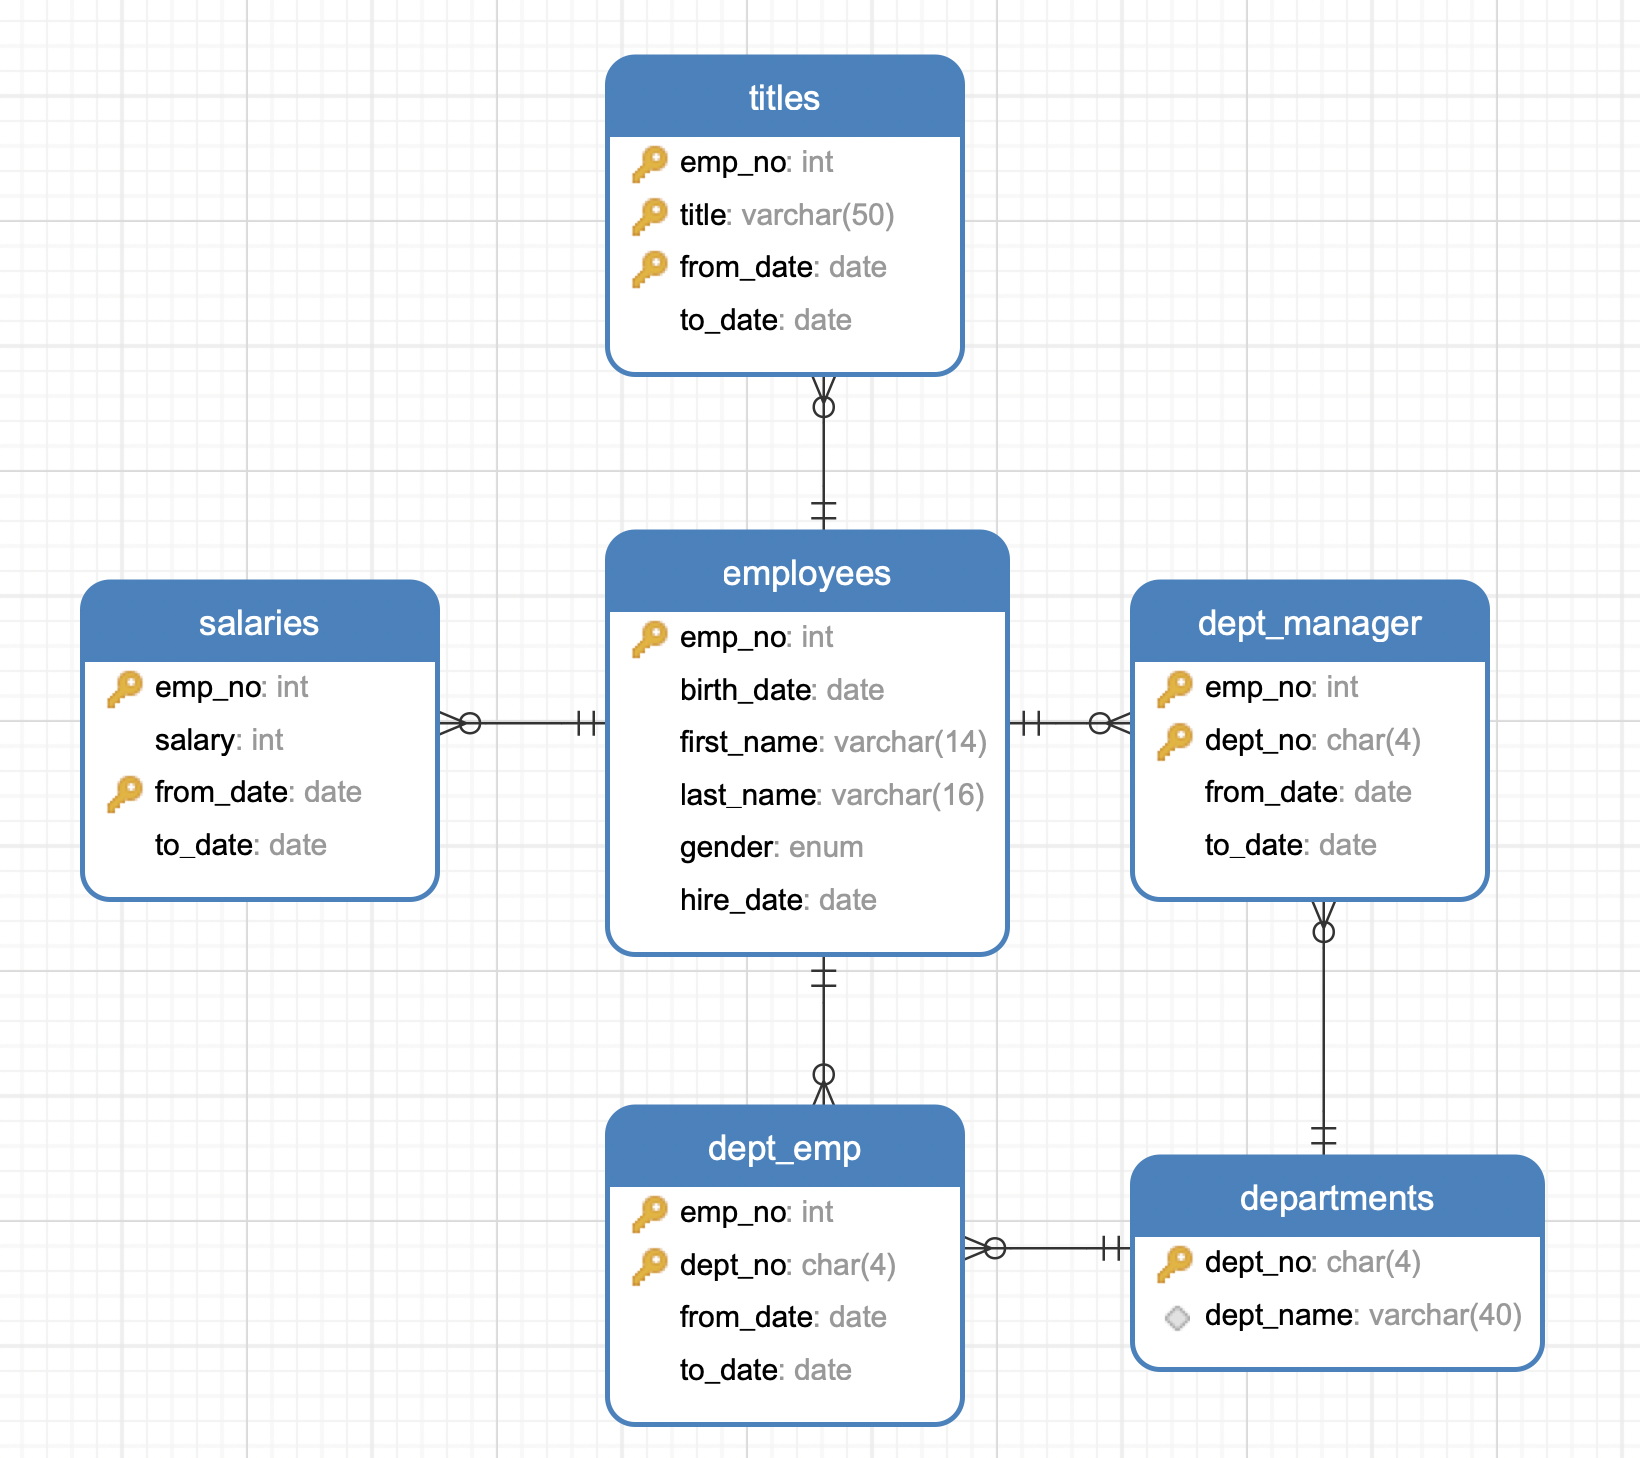 titles
emp_no: int
title: varchar(50)
from_date: date
to_date: date
employees
emp_no: int
birth_date: date
first_name: varchar(14)
last_name: varchar(16)
gender: enum
hire_date: date
salaries
emp_no: int
salary: int
from_date: date
to_date: date
dept_manager
emp_no: int
dept_no: char(4)
from_date: date
to_date: date
dept_emp
emp_no: int
dept_no: char(4)
from_date: date
to_date: date
departments
dept_no: char(4)
dept_name: varchar(40)